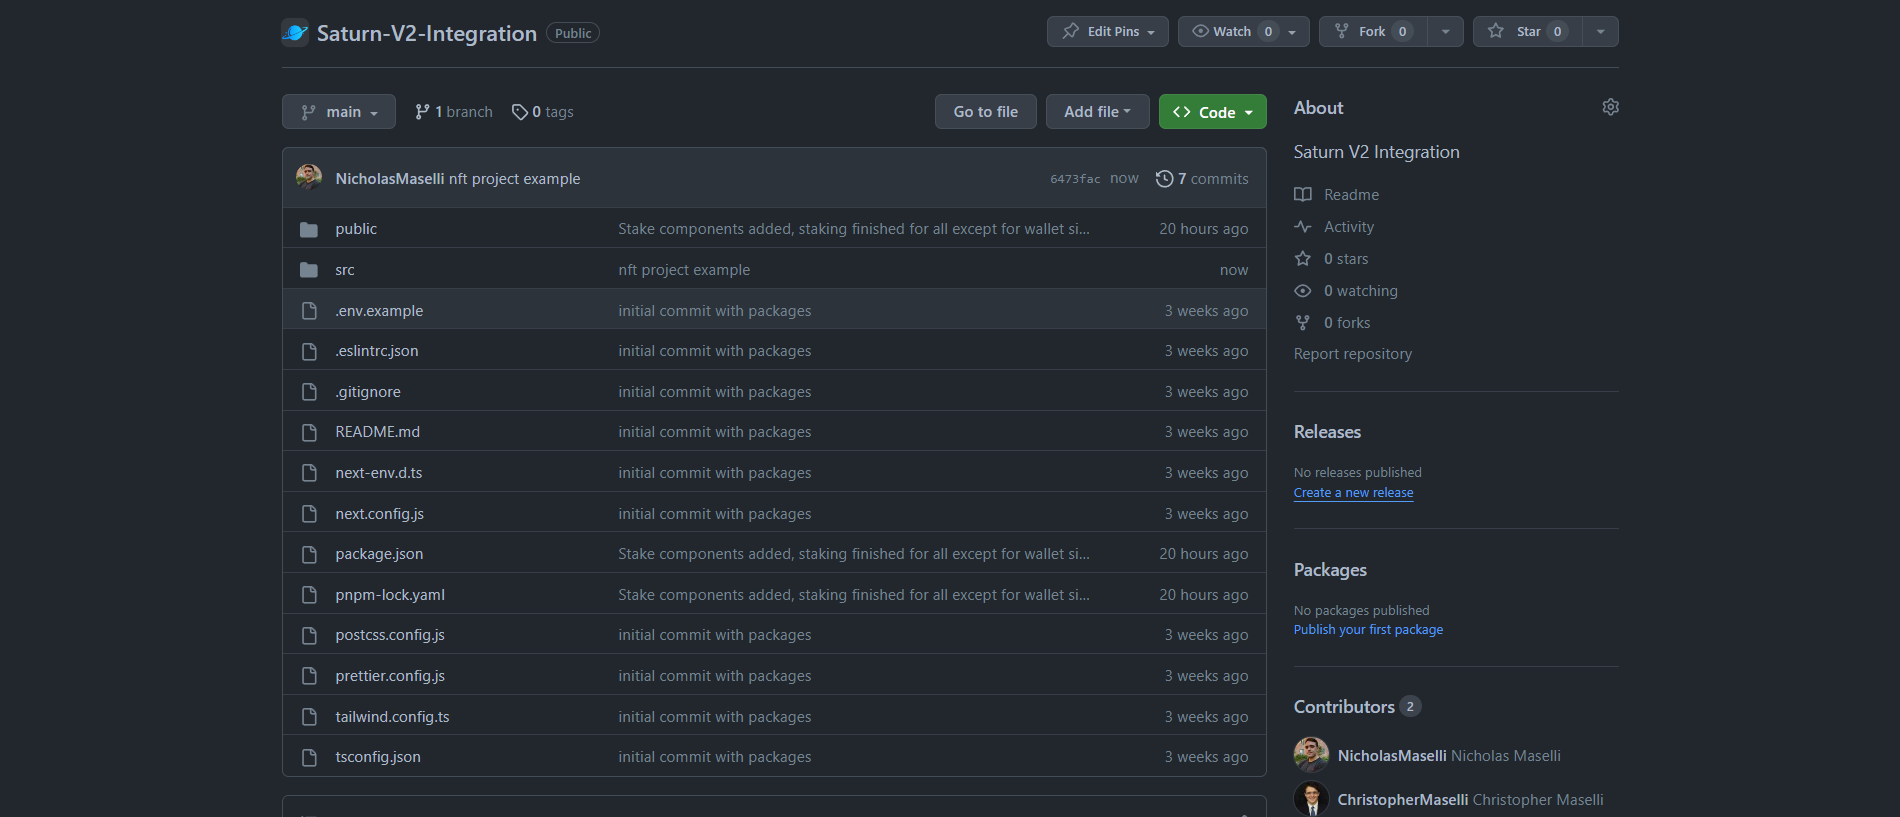 Saturn-V2-Integration Public Edit Pins Watch 0 Fork 0 Star 0
main 1 branch 0 tags Go to file Add file Code
NicholasMaselli nft project example 6473fac now 7 commits
public Stake components added, staking finished for all except for wallet si... 20 hours ago
src nft project example now
.env.example initial commit with packages 3 weeks ago
.eslintrc.json initial commit with packages 3 weeks ago
.gitignore initial commit with packages 3 weeks ago
README.md initial commit with packages 3 weeks ago
next-env.d.ts initial commit with packages 3 weeks ago
next.config.js initial commit with packages 3 weeks ago
package.json Stake components added, staking finished for all except for wallet si... 20 hours ago
pnpm-lock.yaml Stake components added, staking finished for all except for wallet si... 20 hours ago
postcss.config.js initial commit with packages 3 weeks ago
prettier.config.js initial commit with packages 3 weeks ago
tailwind.config.ts initial commit with packages 3 weeks ago
tsconfig.json initial commit with packages 3 weeks ago
About
Saturn V2 Integration
Readme
Activity
0 stars
0 watching
0 forks
Report repository
Releases
No releases published
Create a new release
Packages
No packages published
Publish your first package
Contributors 2
NicholasMaselli Nicholas Maselli
ChristopherMaselli Christopher Maselli